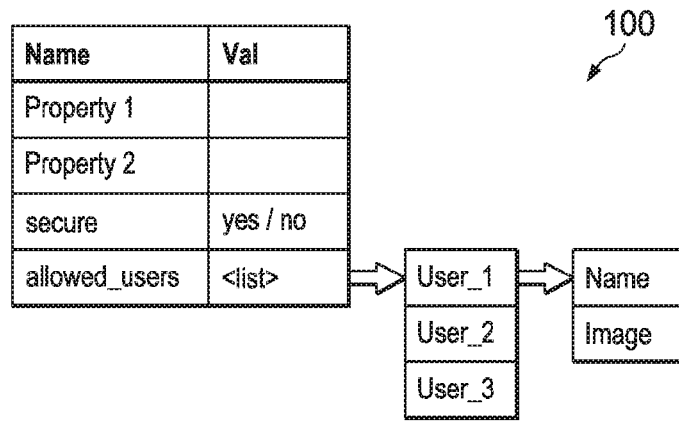 100
Name Val
Property 1
Property 2
secure yes / no
allowed_users <list> User_1 Name
User_2 Image
User_3